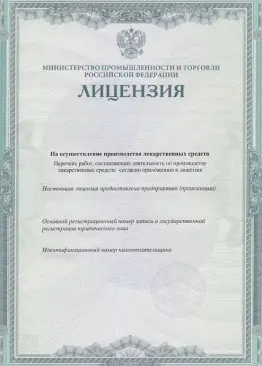 МИНИСТЕРСТВО ПРОМЫШЛЕННОСТИ И ТОРГОВЛИ
РОССИЙСКОЙ ФЕДЕРАЦИИ
ЛИЦЕНЗИЯ
На осуществление производства лекарственных средств
Перечень работ, составляющих деятельность по производству
лекарственных средств: согласно приложению к лицензии
Настоящая лицензия предоставлена предприятию (организации)
Основной регистрационный номер записи о государственной
регистрации юридического лица
Идентификационный номер налогоплательщика